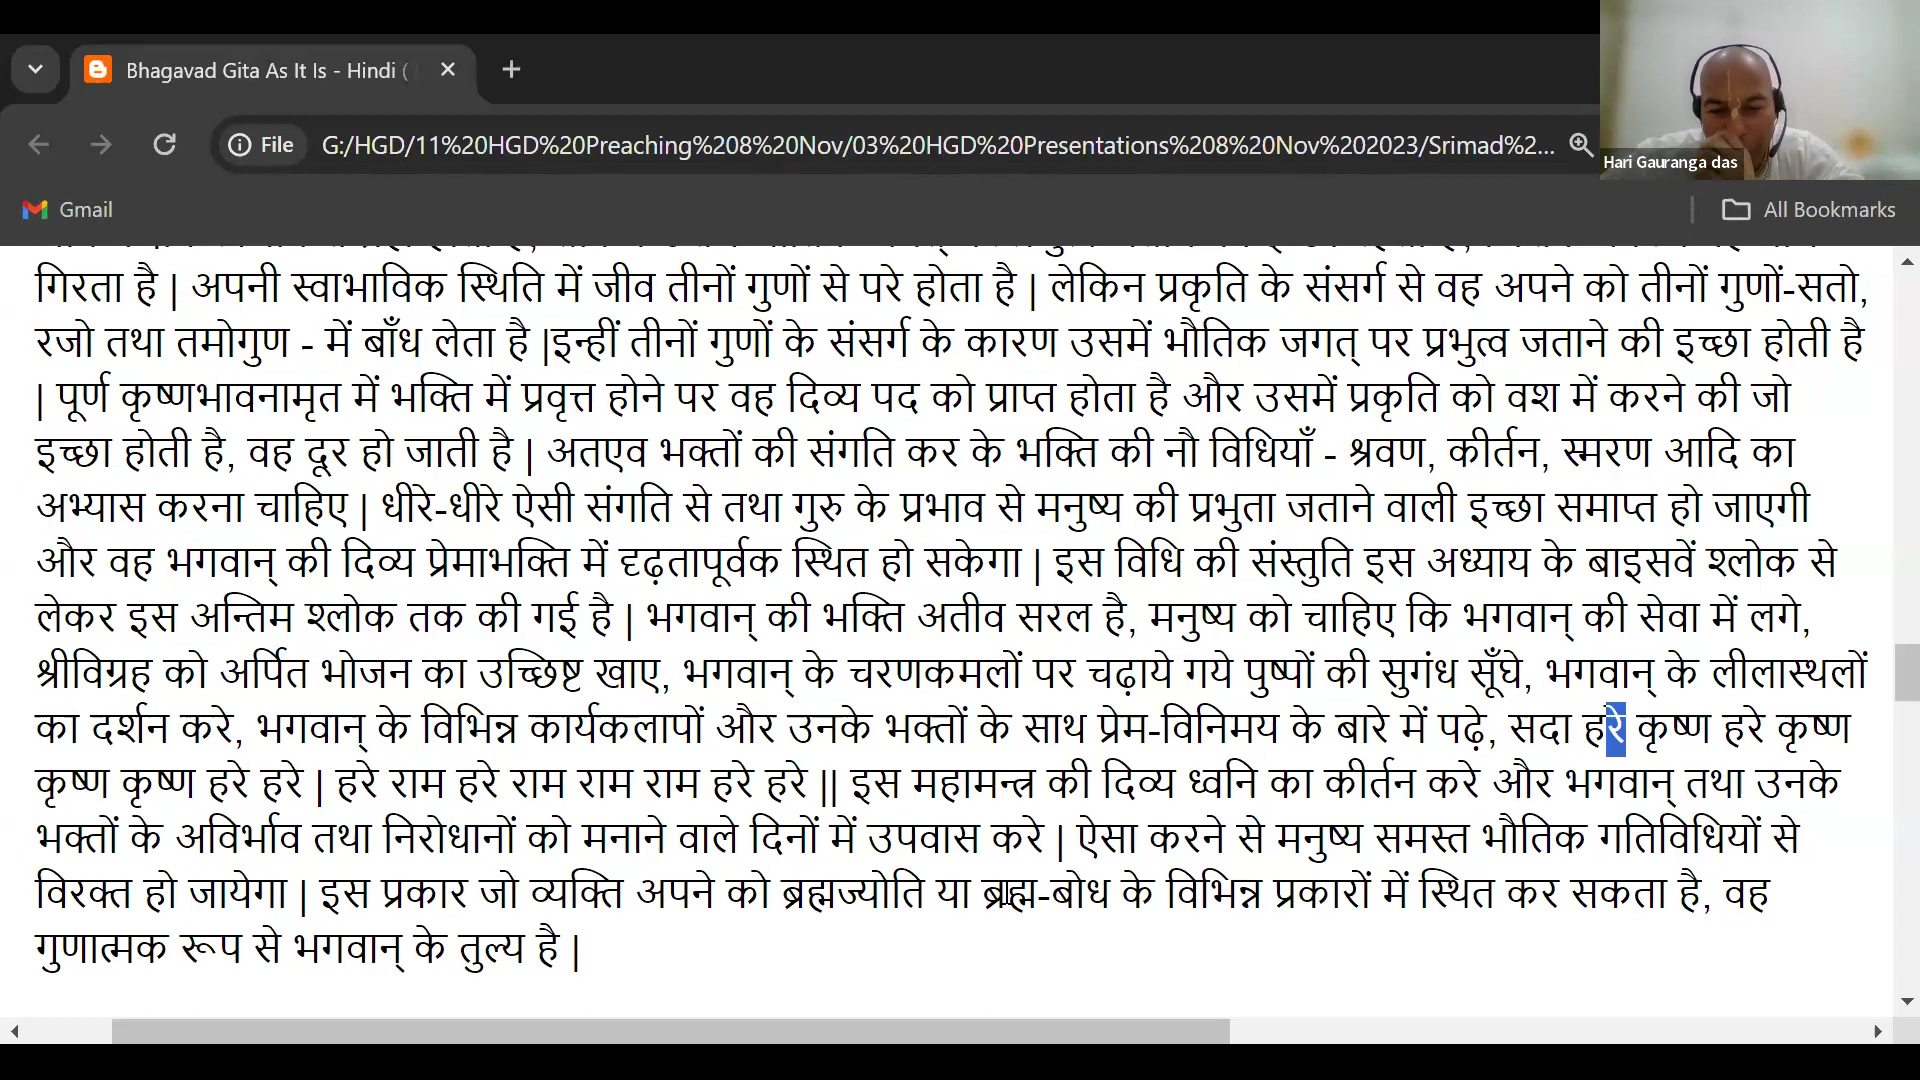 Bhagavad Gita As It Is - Hindi (
File G:/HGD/11%20HGD%20Preaching%208%20Nov/03%20HGD%20Presentations%208%20Nov%202023/Srimad%2...
Hari Gauranga das
Gmail
All Bookmarks
गिरता है | अपनी स्वाभाविक स्थिति में जीव तीनों गुणों से परे होता है | लेकिन प्रकृति के संसर्ग से वह अपने को तीनों गुणों-सतो,
रजो तथा तमोगुण - में बाँध लेता है |इन्हीं तीनों गुणों के संसर्ग के कारण उसमें भौतिक जगत् पर प्रभुत्व जताने की इच्छा होती है
| पूर्ण कृष्णभावनामृत में भक्ति में प्रवृत्त होने पर वह दिव्य पद को प्राप्त होता है और उसमें प्रकृति को वश में करने की जो
इच्छा होती है, वह दूर हो जाती है | अतएव भक्तों की संगति कर के भक्ति की नौ विधियाँ - श्रवण, कीर्तन, स्मरण आदि का
अभ्यास करना चाहिए | धीरे-धीरे ऐसी संगति से तथा गुरु के प्रभाव से मनुष्य की प्रभुता जताने वाली इच्छा समाप्त हो जाएगी
और वह भगवान् की दिव्य प्रेमाभक्ति में दृढ़तापूर्वक स्थित हो सकेगा | इस विधि की संस्तुति इस अध्याय के बाइसवें श्लोक से
लेकर इस अन्तिम श्लोक तक की गई है | भगवान् की भक्ति अतीव सरल है, मनुष्य को चाहिए कि भगवान् की सेवा में लगे,
श्रीविग्रह को अर्पित भोजन का उच्छिष्ट खाए, भगवान् के चरणकमलों पर चढ़ाये गये पुष्पों की सुगंध सूँघे, भगवान् के लीलास्थलों
का दर्शन करे, भगवान् के विभिन्न कार्यकलापों और उनके भक्तों के साथ प्रेम-विनिमय के बारे में पढ़े, सदा हरे कृष्ण हरे कृष्ण
कृष्ण कृष्ण हरे हरे | हरे राम हरे राम राम राम हरे हरे || इस महामन्त्र की दिव्य ध्वनि का कीर्तन करे और भगवान् तथा उनके
भक्तों के अविर्भाव तथा निरोधानों को मनाने वाले दिनों में उपवास करे | ऐसा करने से मनुष्य समस्त भौतिक गतिविधियों से
विरक्त हो जायेगा | इस प्रकार जो व्यक्ति अपने को ब्रह्मज्योति या ब्रह्म-बोध के विभिन्न प्रकारों में स्थित कर सकता है, वह
गुणात्मक रूप से भगवान् के तुल्य है |